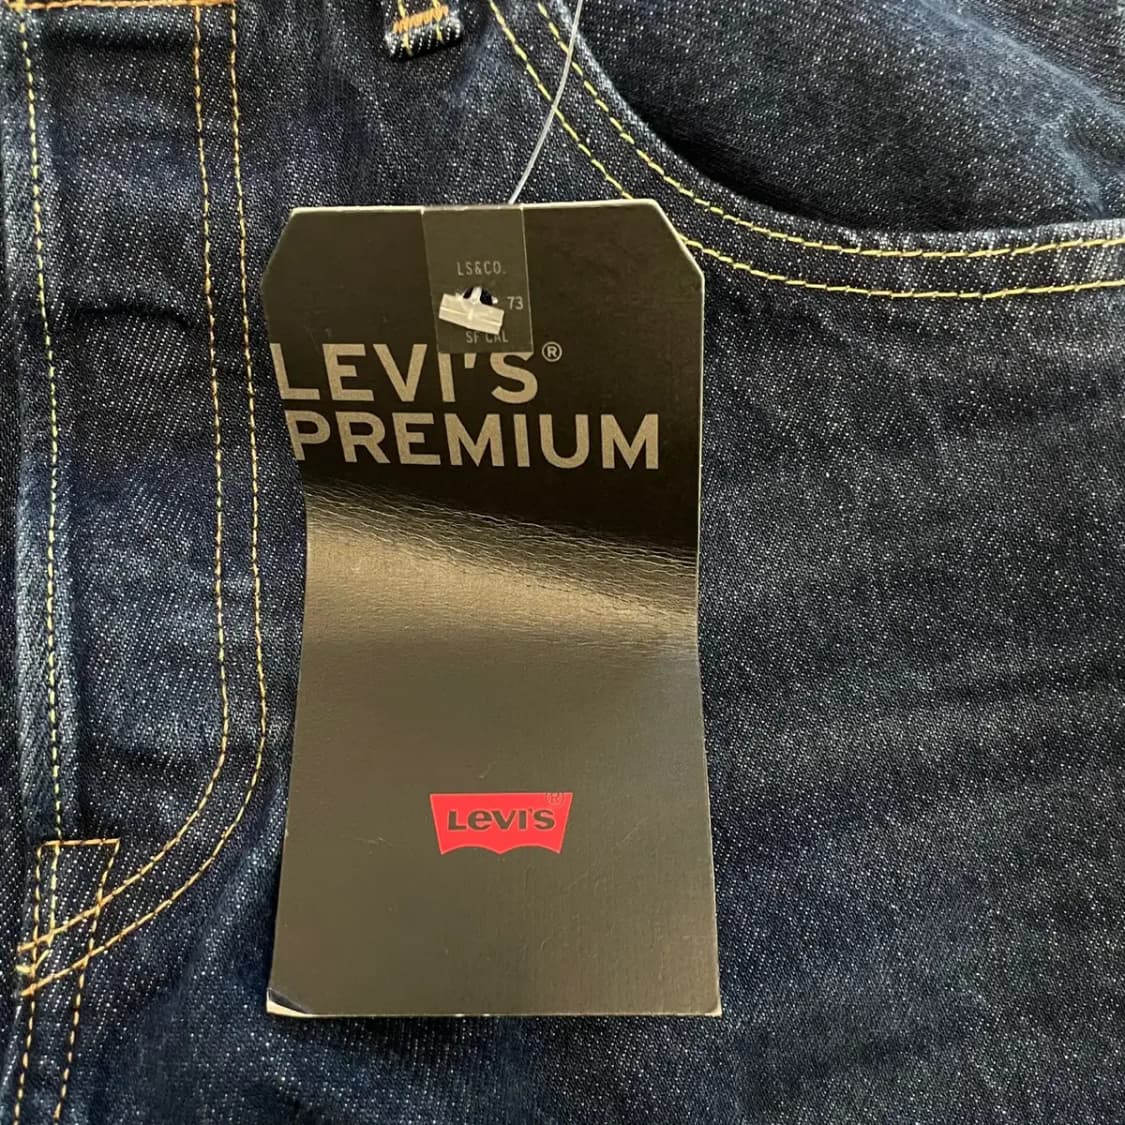 LS&CO.
73
SF CAL
LEVI'S®
PREMIUM
Levi's®